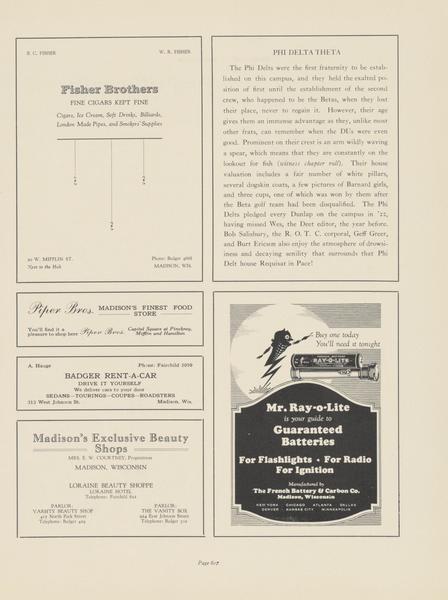 E. C. FISHER W. R. FISHER
Fisher Brothers
FINE CIGARS KEPT FINE
Cigars, Ice Cream, Soft Drinks, Billiards,
London Made Pipes, and Smokers' Supplies
20 W. MIFFLIN ST. Phone: Badger 4668
Next to the Hub MADISON, WIS.
Piper Bros. MADISON'S FINEST FOOD
STORE
You'll find it a
pleasure to shop here Piper Bros. Capitol Square at Pinckney,
Mifflin and Hamilton
A. Hauge Phone: Fairchild 2099
BADGER RENT-A-CAR
DRIVE IT YOURSELF
We deliver cars to your door
SEDANS—TOURINGS—COUPES—ROADSTERS
313 West Johnson St. Madison, Wis.
Madison's Exclusive Beauty
Shops
MRS. E. W. COURTNEY, Proprietress
MADISON, WISCONSIN
LORAINE BEAUTY SHOPPE
LORAINE HOTEL
Telephone: Fairchild 622
PARLOR:
VARSITY BEAUTY SHOP
415 North Park Street
Telephone: Badger 429
PARLOR:
THE VANITY BOX
204 East Johnson Street
Telephone: Badger 512
PHI DELTA THETA
The Phi Delts were the first fraternity to be estab-
lished on this campus, and they held the exalted po-
sition of first until the establishment of the second
crew, who happened to be the Betas, when they lost
their place, never to regain it. However, their age
gives them an immense advantage as they, unlike most
other frats, can remember when the DUs were even
good. Prominent on their crest is an arm wildly waving
a spear, which means that they are constantly on the
lookout for fish (witness chapter roll). Their house
valuation includes a fair number of white pillars,
several dogskin coats, a few pictures of Barnard girls,
and three cups, one of which was won by them after
the Beta golf team had been disqualified. The Phi
Delts pledged every Dunlap on the campus in '22,
having missed Wes, the Deet editor, the year before.
Bob Salisbury, the R. O. T. C. corporal, Geff Greer,
and Burt Ericsen also enjoy the atmosphere of drowsi-
ness and decaying senility that surrounds that Phi
Delt house Requisat in Pace!
Buy one today
You'll need it tonight
RAY-O-LITE
Mr. Ray-o-Lite
is your guide to
Guaranteed
Batteries
For Flashlights • For Radio
For Ignition
Manufactured by
The French Battery & Carbon Co.
Madison, Wisconsin
NEW YORK CHICAGO ATLANTA DALLAS
DENVER KANSAS CITY MINNEAPOLIS
Page 607